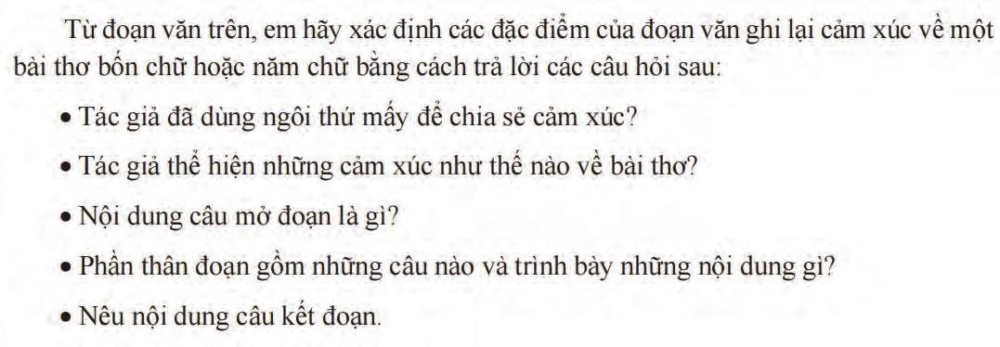 Từ đoạn văn trên, em hãy xác định các đặc điểm của đoạn văn ghi lại cảm xúc về một
bài thơ bốn chữ hoặc năm chữ bằng cách trả lời các câu hỏi sau:
• Tác giả đã dùng ngôi thứ mấy để chia sẻ cảm xúc?
• Tác giả thể hiện những cảm xúc như thế nào về bài thơ?
• Nội dung câu mở đoạn là gì?
• Phần thân đoạn gồm những câu nào và trình bày những nội dung gì?
• Nêu nội dung câu kết đoạn.